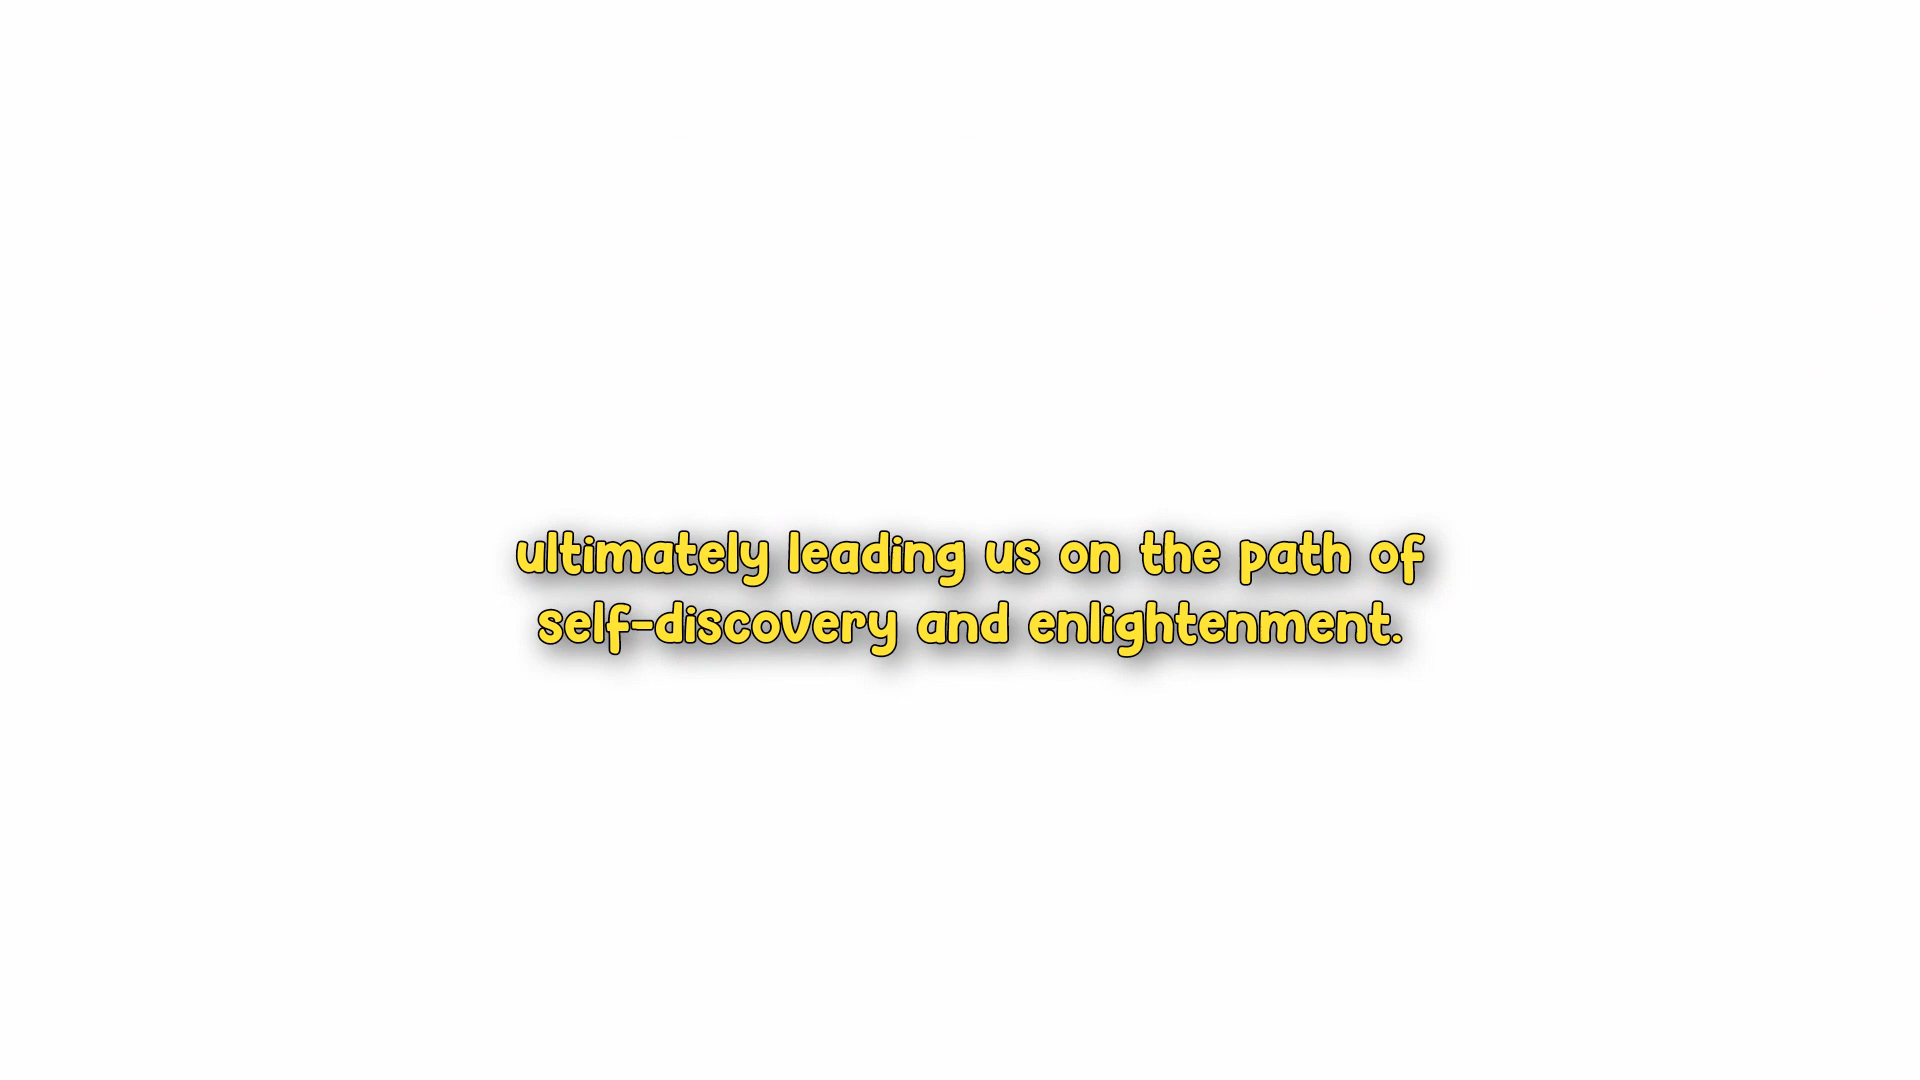 ultimately leading us on the path of
self-discovery and enlightenment.